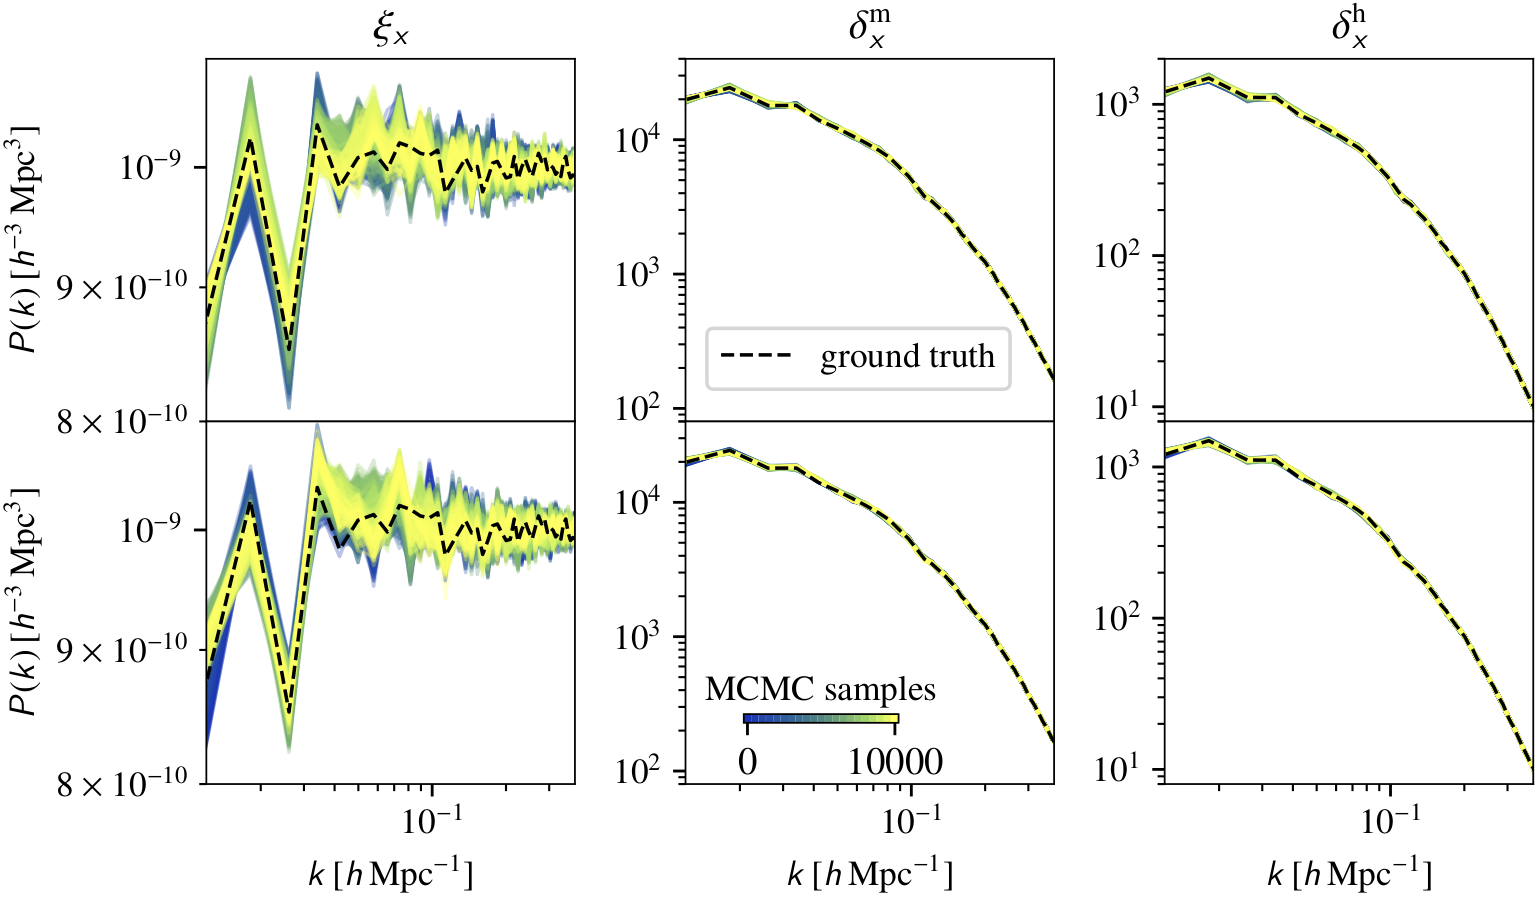 ξₓ δₓᵐ δₓʰ
P(k) [h⁻³ Mpc³]
10⁻⁹
9 × 10⁻¹⁰
8 × 10⁻¹⁰
10⁴
10³
10²
ground truth
10³
10²
10¹
P(k) [h⁻³ Mpc³]
10⁻⁹
9 × 10⁻¹⁰
8 × 10⁻¹⁰
10⁴
10³
10²
MCMC samples
0 10000
10³
10²
10¹
10⁻¹ 10⁻¹ 10⁻¹
k [h Mpc⁻¹] k [h Mpc⁻¹] k [h Mpc⁻¹]